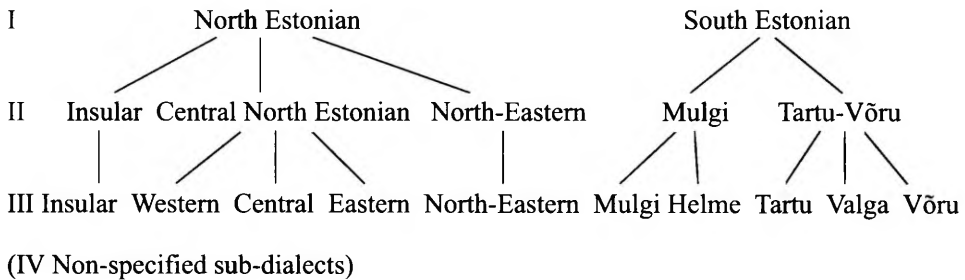 I North Estonian South Estonian
II Insular Central North Estonian North-Eastern Mulgi Tartu-Võru
III Insular Western Central Eastern North-Eastern Mulgi Helme Tartu Valga Võru
(IV Non-specified sub-dialects)